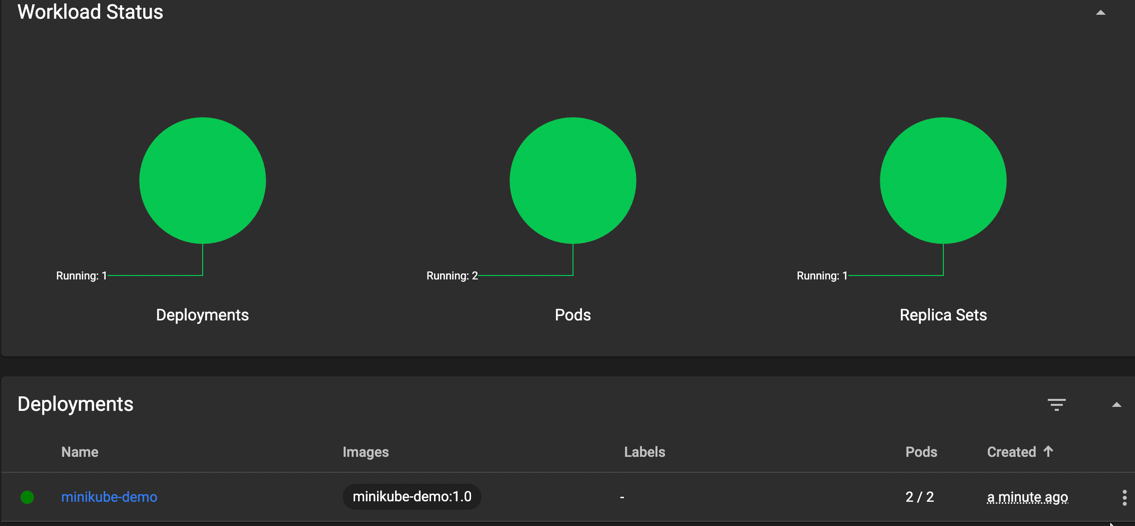 Workload Status
Running: 1 Running: 2 Running: 1
Deployments Pods Replica Sets
Deployments
Name Images Labels Pods Created
minikube-demo minikube-demo:1.0 - 2 / 2 a minute ago